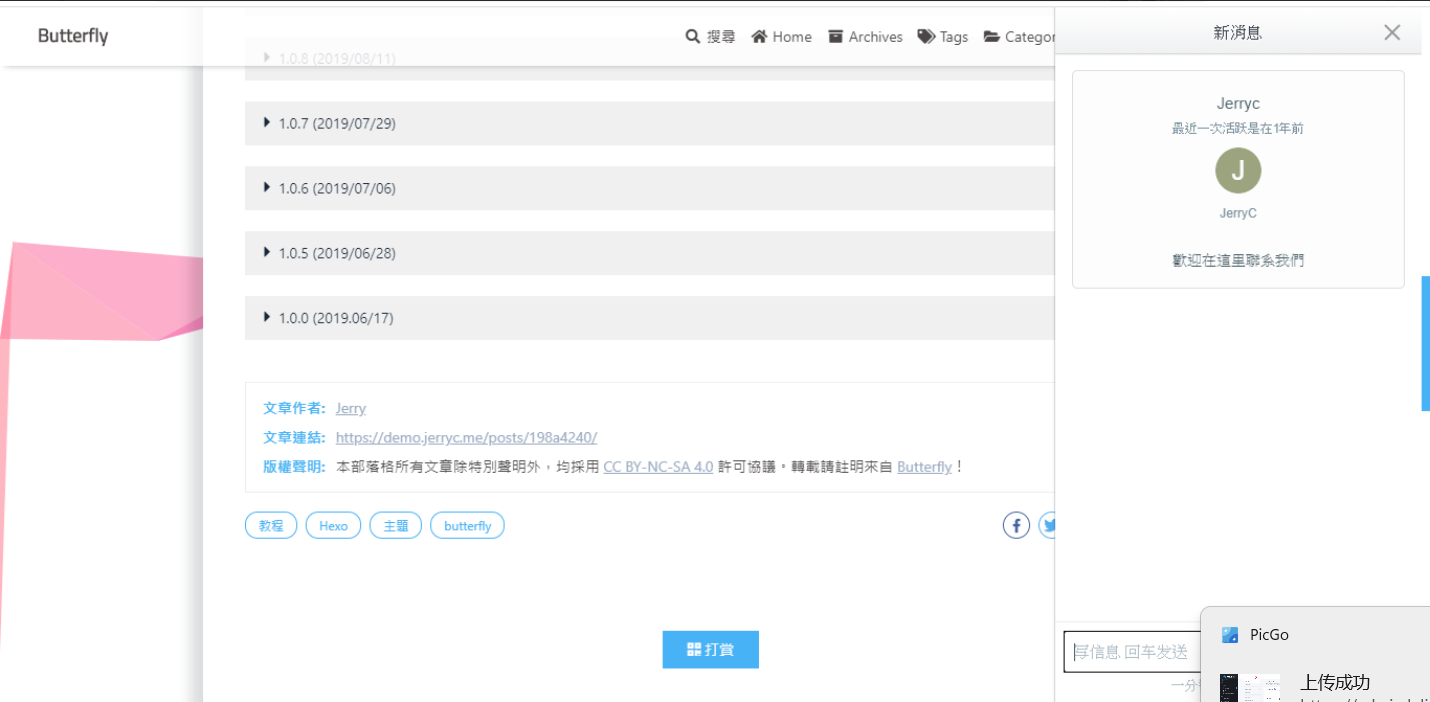 Butterfly
搜尋 Home Archives Tags
1.0.8 (2019/08/11)
1.0.7 (2019/07/29)
1.0.6 (2019/07/06)
1.0.5 (2019/06/28)
1.0.0 (2019.06/17)
文章作者: Jerry
文章連結: https://demo.jerryc.me/posts/198a4240/
版權聲明: 本部落格所有文章除特別聲明外，均採用 CC BY-NC-SA 4.0 許可協議。轉載請註明來自 Butterfly！
教程 Hexo 主題 butterfly
打賞
新消息
Jerryc
最近一次活跃是在1年前
J
JerryC
歡迎在這里聯系我們
写信息 回车发送
一分
PicGo
上传成功